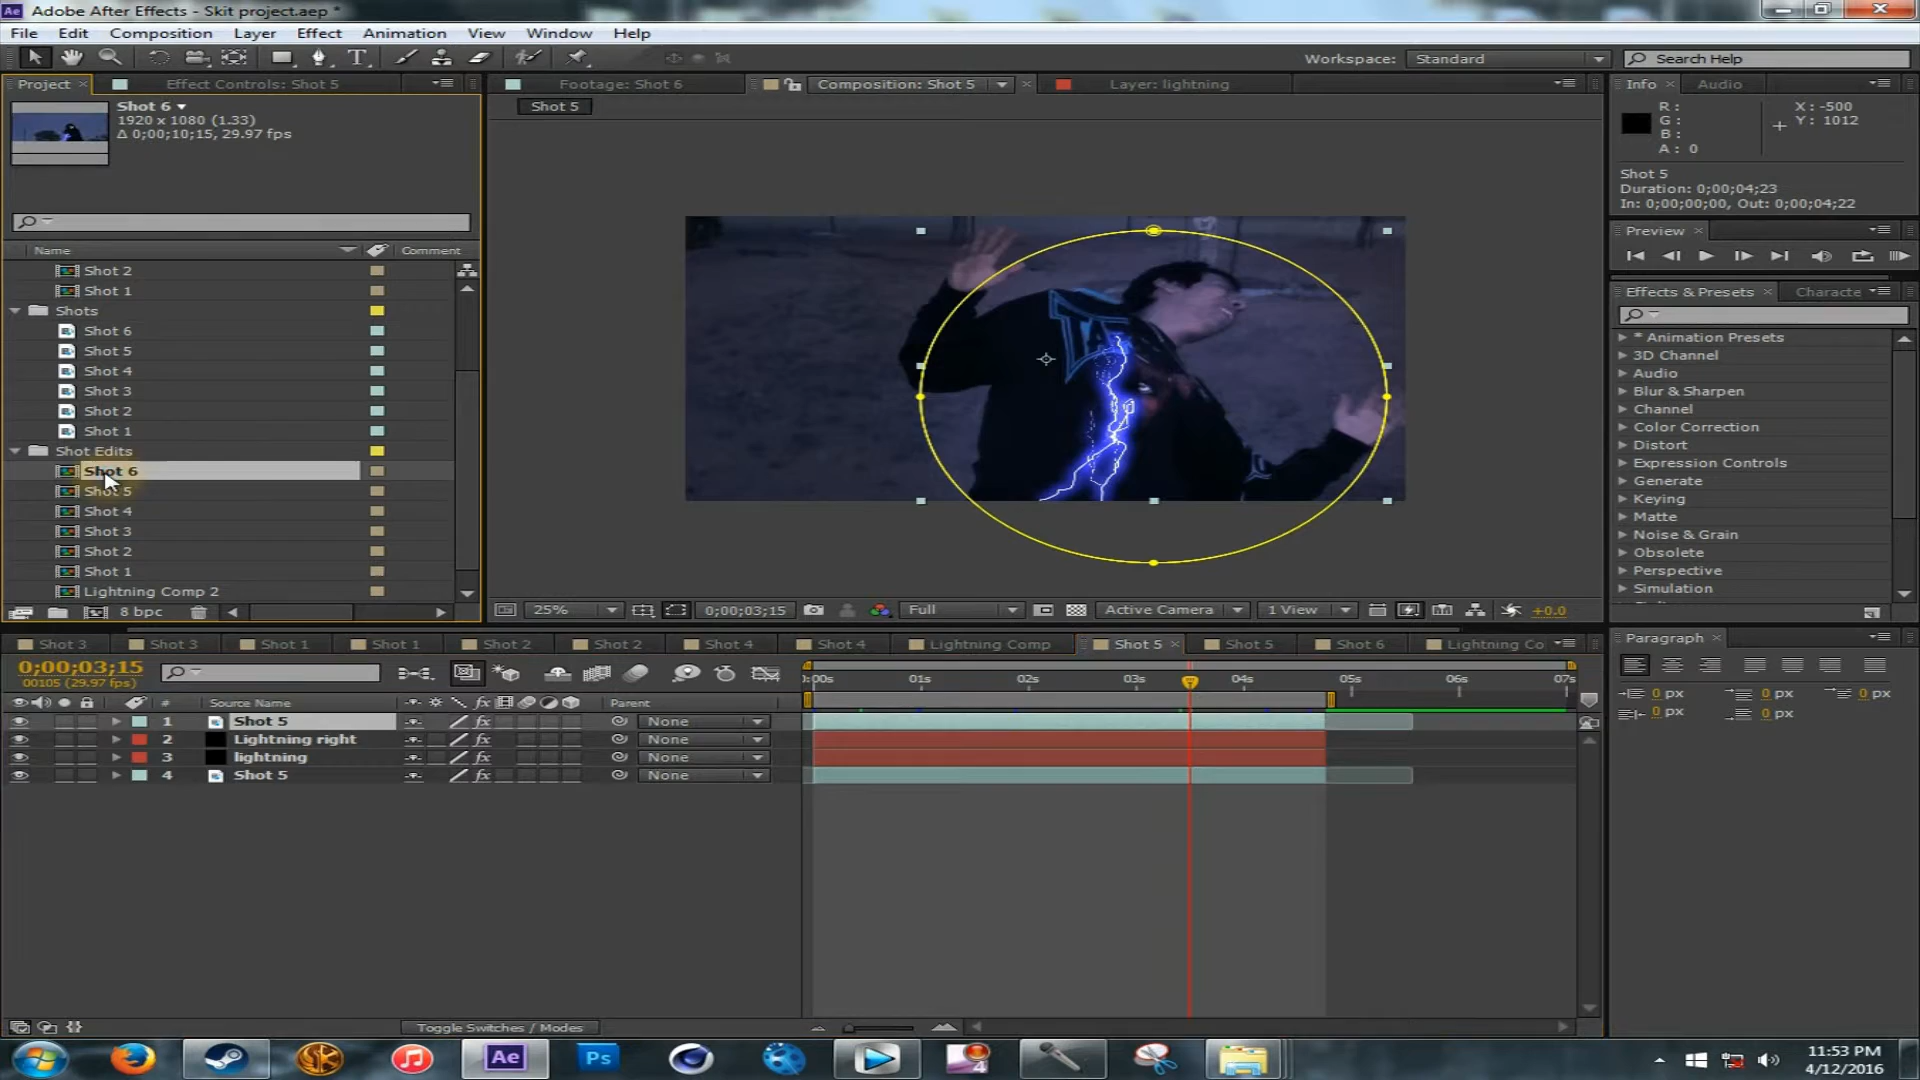 Adobe After Effects - Skit project.aep *
File Edit Composition Layer Effect Animation View Window Help
Workspace: Standard Search Help
Project Effect Controls: Shot 5 Footage: Shot 6 Composition: Shot 5 Layer: lightning Info Audio
Shot 6
1920 x 1080 (1.33)
Δ 0;00;10;15, 29.97 fps
Shot 5
R :
G :
B :
A : 0
X : -500
Y : 1012
Shot 5
Duration: 0;00;04;23
In: 0;00;00;00, Out: 0;00;04;22
Preview
Name Comment
Shot 2
Shot 1
Shots
Shot 6
Shot 5
Shot 4
Shot 3
Shot 2
Shot 1
Shot Edits
Shot 6
Shot 5
Shot 4
Shot 3
Shot 2
Shot 1
Lightning Comp 2
8 bpc
Effects & Presets Characte
* Animation Presets
3D Channel
Audio
Blur & Sharpen
Channel
Color Correction
Distort
Expression Controls
Generate
Keying
Matte
Noise & Grain
Obsolete
Perspective
Simulation
25% 0;00;03;15 Full Active Camera 1 View +0.0
Shot 3 Shot 3 Shot 1 Shot 1 Shot 2 Shot 2 Shot 4 Shot 4 Lightning Comp Shot 5 Shot 5 Shot 6 Lightning Co
Paragraph
0;00;03;15
00105 (29.97 fps)
):00s 01s 02s 03s 04s 05s 06s 07s
# Source Name Parent
1 Shot 5 None
2 Lightning right None
3 lightning None
4 Shot 5 None
0 px 0 px 0 px
0 px 0 px
Toggle Switches / Modes
Ae Ps 4
11:53 PM
4/12/2016